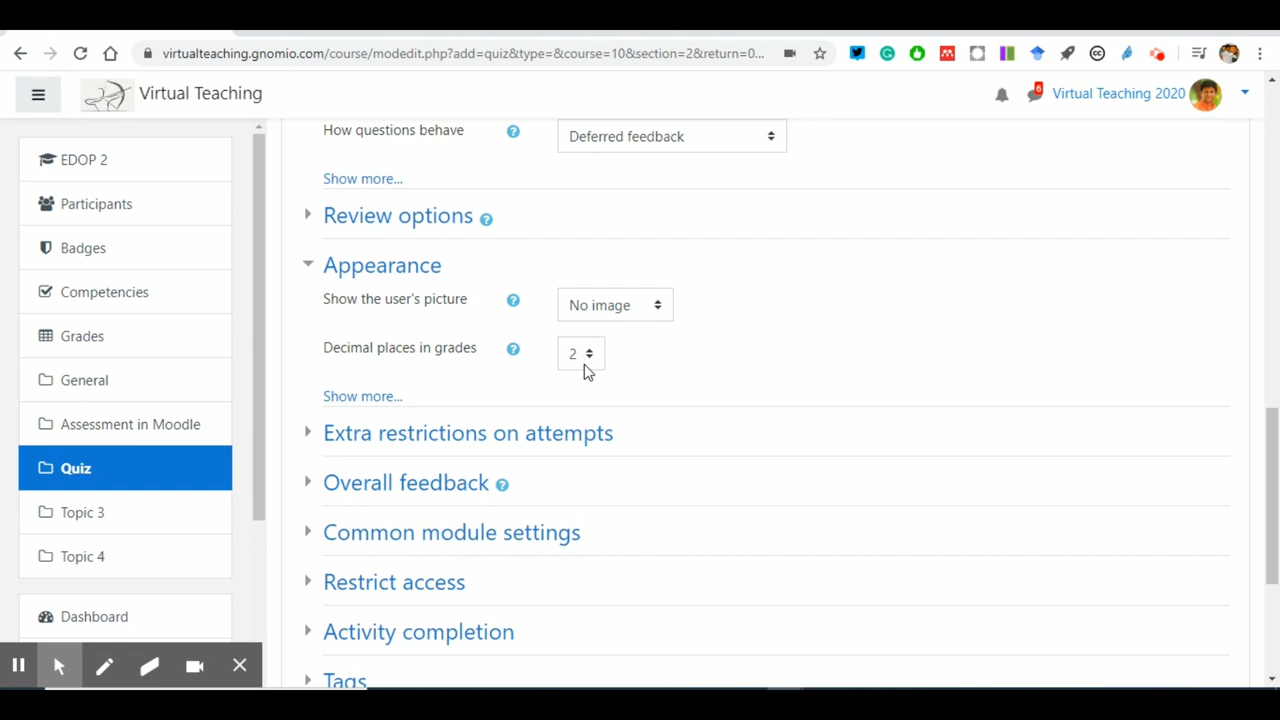 virtualteaching.gnomio.com/course/modedit.php?add=quiz&type=&course=10&section=2&return=0...
Virtual Teaching
6
Virtual Teaching 2020
EDOP 2
Participants
Badges
Competencies
Grades
General
Assessment in Moodle
Quiz
Topic 3
Topic 4
Dashboard
How questions behave
Deferred feedback
Show more...
Review options
Appearance
Show the user's picture
No image
Decimal places in grades
2
Show more...
Extra restrictions on attempts
Overall feedback
Common module settings
Restrict access
Activity completion
Tags